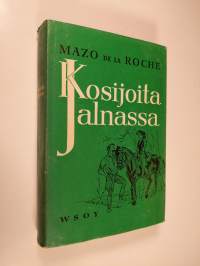 MAZO DE LA ROCHE
Kosijoita
Jalnassa
WSOY